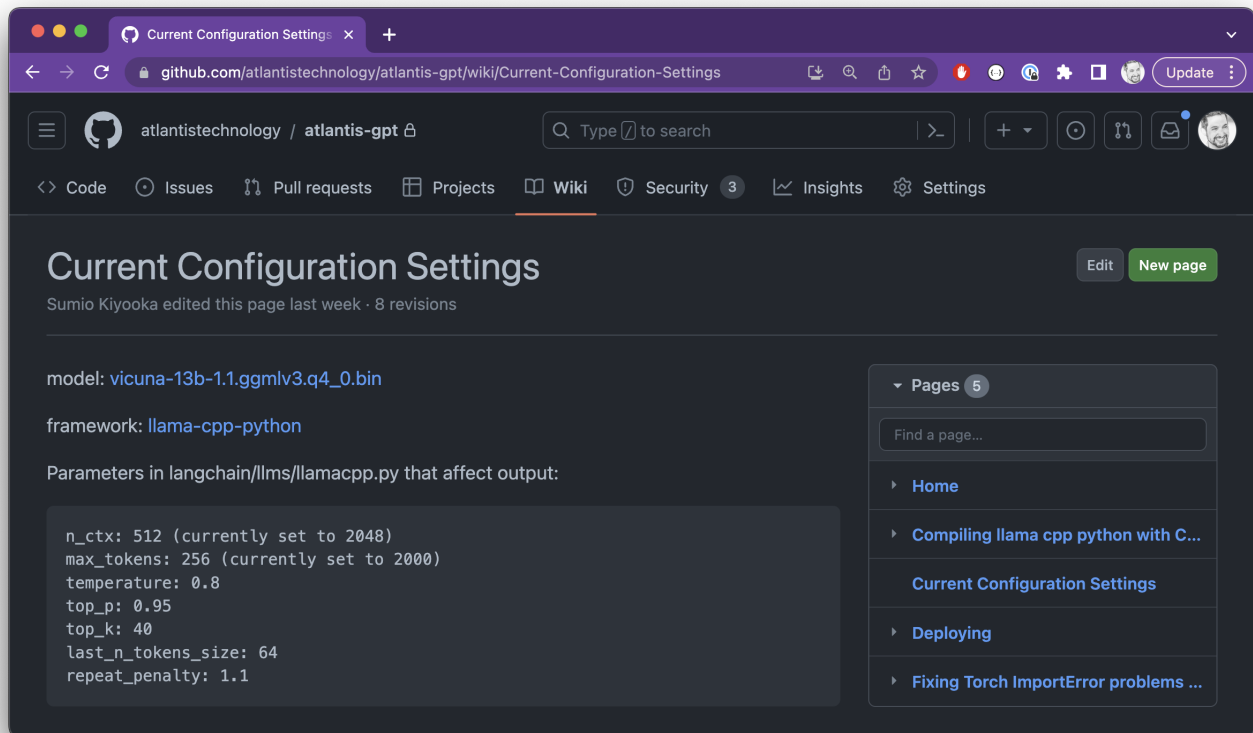 Current Configuration Settings
github.com/atlantistechnology/atlantis-gpt/wiki/Current-Configuration-Settings
Update
atlantistechnology / atlantis-gpt
Type / to search
Code Issues Pull requests Projects Wiki Security 3 Insights Settings
Current Configuration Settings
Edit
New page
Sumio Kiyooka edited this page last week · 8 revisions
model: vicuna-13b-1.1.ggmlv3.q4_0.bin
framework: llama-cpp-python
Parameters in langchain/llms/llamacpp.py that affect output:
n_ctx: 512 (currently set to 2048)
max_tokens: 256 (currently set to 2000)
temperature: 0.8
top_p: 0.95
top_k: 40
last_n_tokens_size: 64
repeat_penalty: 1.1
Pages 5
Find a page...
Home
Compiling llama cpp python with C...
Current Configuration Settings
Deploying
Fixing Torch ImportError problems ...